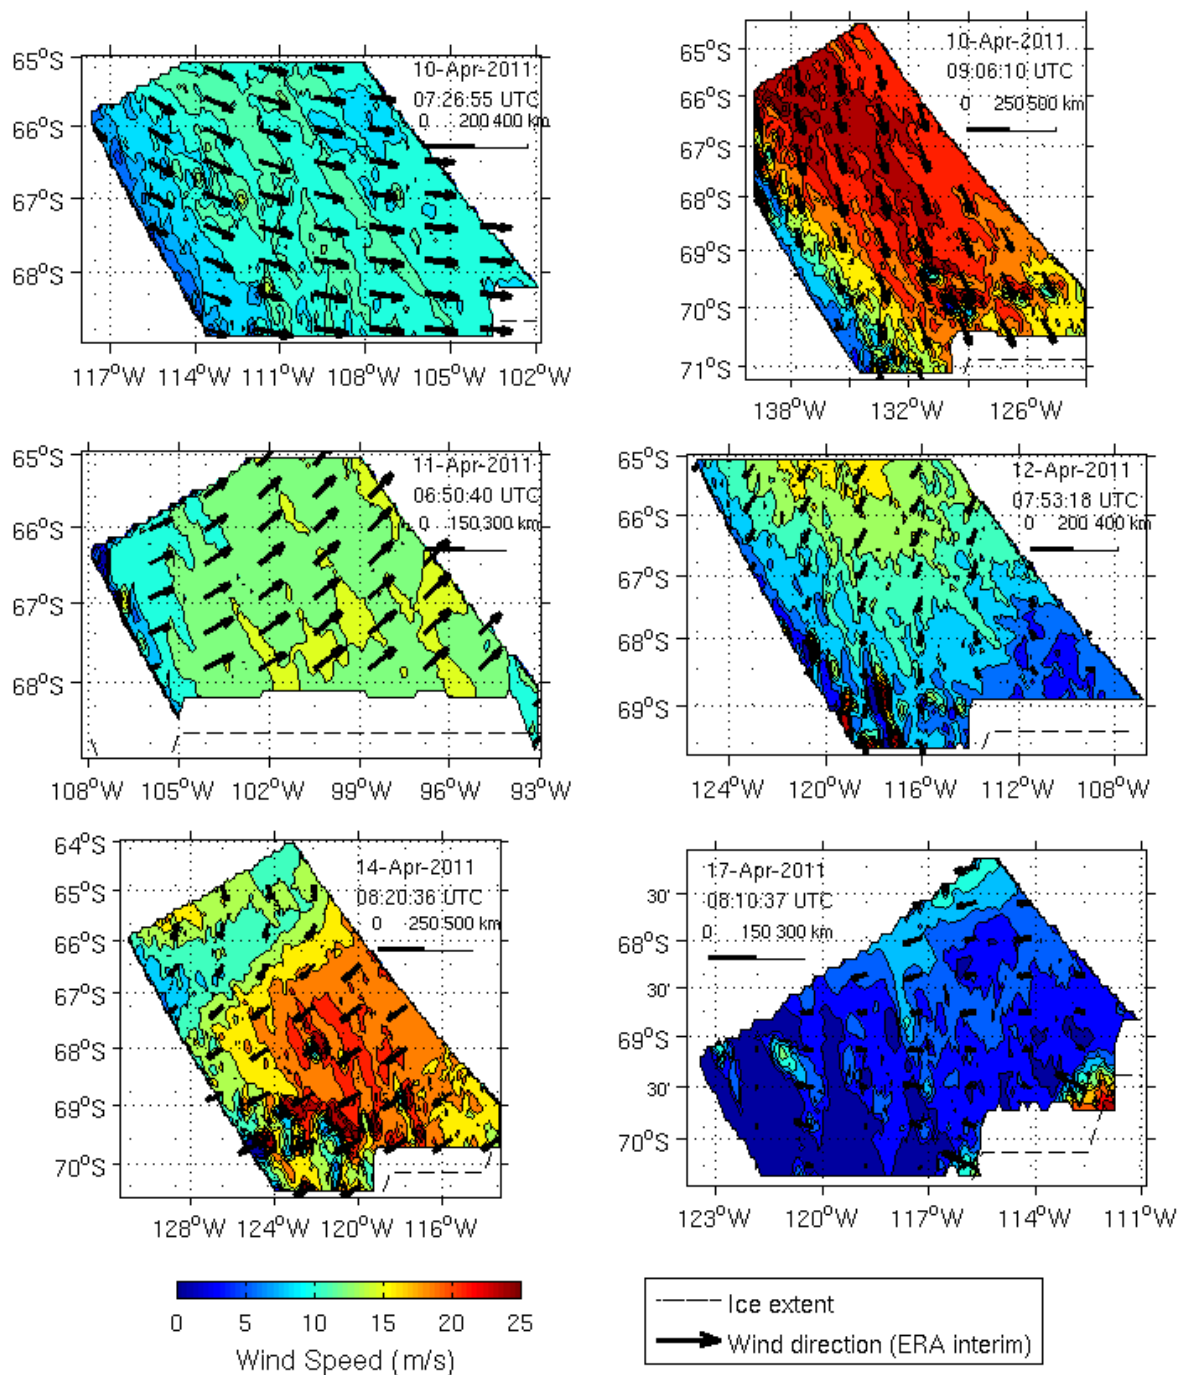 65°S
66°S
67°S
68°S
10-Apr-2011
07:26:55 UTC
0 200 400 km
117°W 114°W 111°W 108°W 105°W 102°W
65°S
66°S
67°S
68°S
69°S
70°S
71°S
10-Apr-2011
09:06:10 UTC
0 250 500 km
138°W 132°W 126°W
65°S
66°S
67°S
68°S
11-Apr-2011
06:50:40 UTC
0 150 300 km
108°W 105°W 102°W 99°W 96°W 93°W
65°S
66°S
67°S
68°S
69°S
12-Apr-2011
07:53:18 UTC
0 200 400 km
124°W 120°W 116°W 112°W 108°W
64°S
65°S
66°S
67°S
68°S
69°S
70°S
14-Apr-2011
08:20:36 UTC
0 250 500 km
128°W 124°W 120°W 116°W
30'
68°S
30'
69°S
30'
70°S
17-Apr-2011
08:10:37 UTC
0 150 300 km
123°W 120°W 117°W 114°W 111°W
0 5 10 15 20 25
Wind Speed (m/s)
Ice extent
Wind direction (ERA interim)